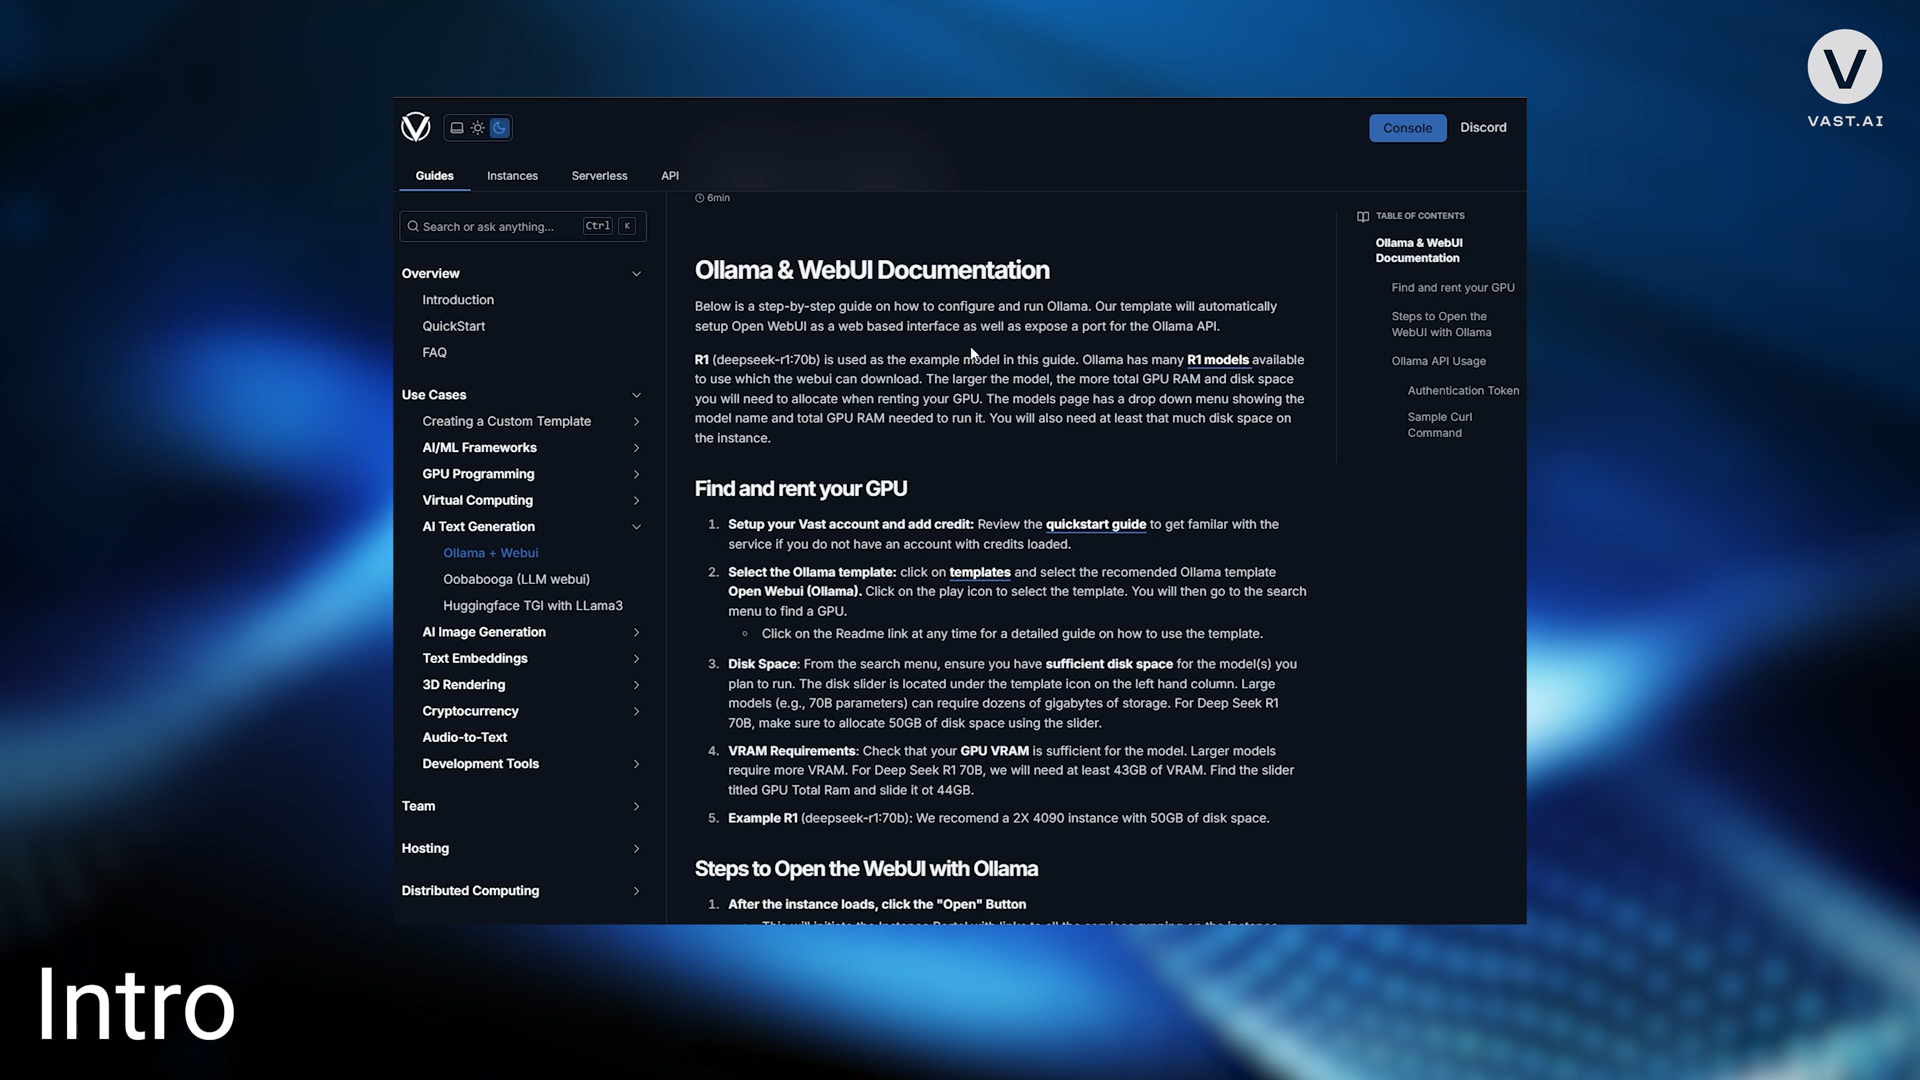 V
VAST.AI
Console
Discord
Guides
Instances
Serverless
API
6min
Search or ask anything...
Ctrl
K
Overview
Introduction
QuickStart
FAQ
Use Cases
Creating a Custom Template
AI/ML Frameworks
GPU Programming
Virtual Computing
AI Text Generation
Ollama + Webui
Oobabooga (LLM webui)
Huggingface TGI with LLama3
AI Image Generation
Text Embeddings
3D Rendering
Cryptocurrency
Audio-to-Text
Development Tools
Team
Hosting
Distributed Computing
Ollama & WebUI Documentation
Below is a step-by-step guide on how to configure and run Ollama. Our template will automatically
setup Open WebUI as a web based interface as well as expose a port for the Ollama API.
R1 (deepseek-r1:70b) is used as the example model in this guide. Ollama has many R1 models available
to use which the webui can download. The larger the model, the more total GPU RAM and disk space
you will need to allocate when renting your GPU. The models page has a drop down menu showing the
model name and total GPU RAM needed to run it. You will also need at least that much disk space on
the instance.
Find and rent your GPU
1. Setup your Vast account and add credit: Review the quickstart guide to get familar with the
service if you do not have an account with credits loaded.
2. Select the Ollama template: click on templates and select the recomended Ollama template
Open Webui (Ollama). Click on the play icon to select the template. You will then go to the search
menu to find a GPU.
Click on the Readme link at any time for a detailed guide on how to use the template.
3. Disk Space: From the search menu, ensure you have sufficient disk space for the model(s) you
plan to run. The disk slider is located under the template icon on the left hand column. Large
models (e.g., 70B parameters) can require dozens of gigabytes of storage. For Deep Seek R1
70B, make sure to allocate 50GB of disk space using the slider.
4. VRAM Requirements: Check that your GPU VRAM is sufficient for the model. Larger models
require more VRAM. For Deep Seek R1 70B, we will need at least 43GB of VRAM. Find the slider
titled GPU Total Ram and slide it ot 44GB.
5. Example R1 (deepseek-r1:70b): We recomend a 2X 4090 instance with 50GB of disk space.
Steps to Open the WebUI with Ollama
1. After the instance loads, click the "Open" Button
This will initiate the Instance Portal with links to all the services running on the instance
TABLE OF CONTENTS
Ollama & WebUI
Documentation
Find and rent your GPU
Steps to Open the
WebUI with Ollama
Ollama API Usage
Authentication Token
Sample Curl
Command
Intro